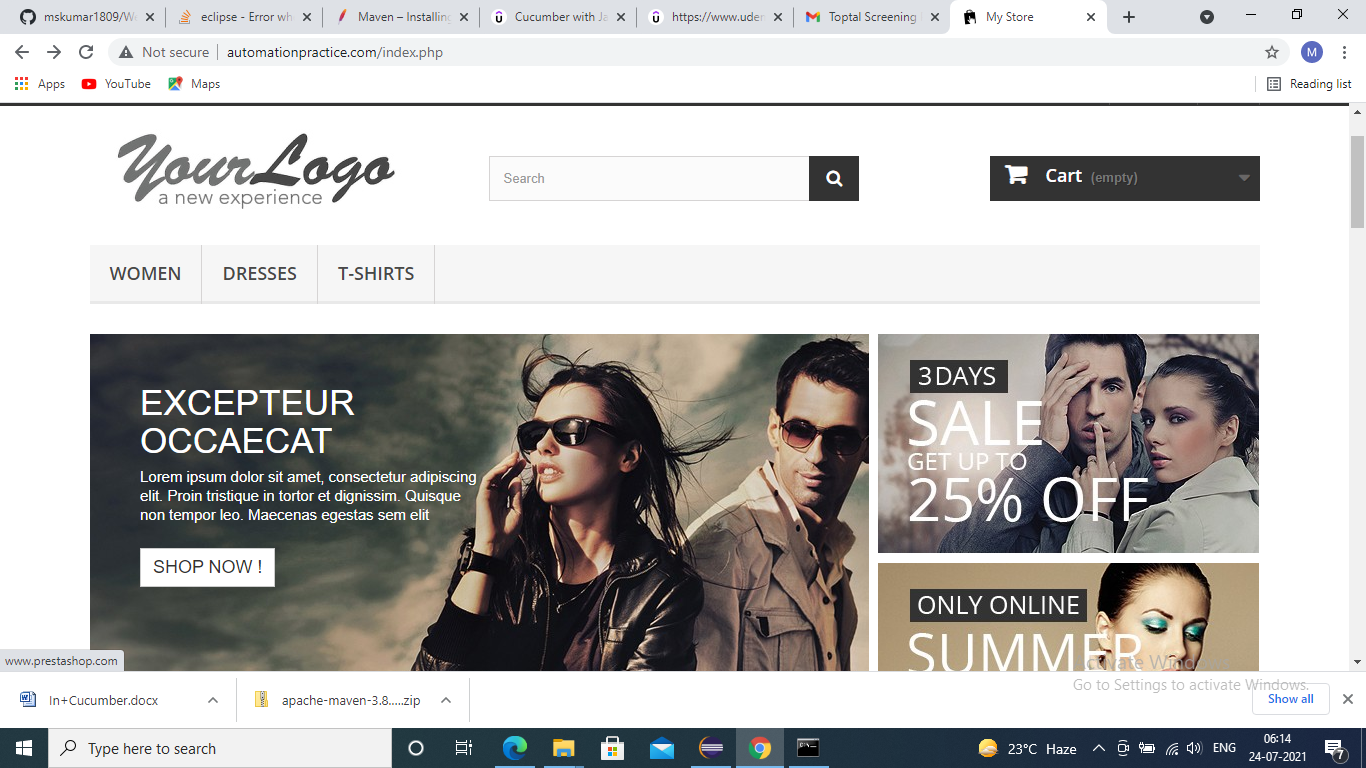 mskumar1809/We
eclipse - Error wh
Maven – Installing
Cucumber with Ja
https://www.uden
Toptal Screening
My Store
Not secure | automationpractice.com/index.php
M
Apps YouTube Maps Reading list
YourLogo
a new experience
Search
Cart (empty)
WOMEN DRESSES T-SHIRTS
EXCEPTEUR
OCCAECAT
Lorem ipsum dolor sit amet, consectetur adipiscing
elit. Proin tristique in tortor et dignissim. Quisque
non tempor leo. Maecenas egestas sem elit
SHOP NOW !
3 DAYS
SALE
GET UP TO
25% OFF
ONLY ONLINE
SUMMER
www.prestashop.com
Activate Windows
Go to Settings to activate Windows.
In+Cucumber.docx
apache-maven-3.8.....zip
Show all
Type here to search
23°C Haze
ENG
06:14
24-07-2021
7